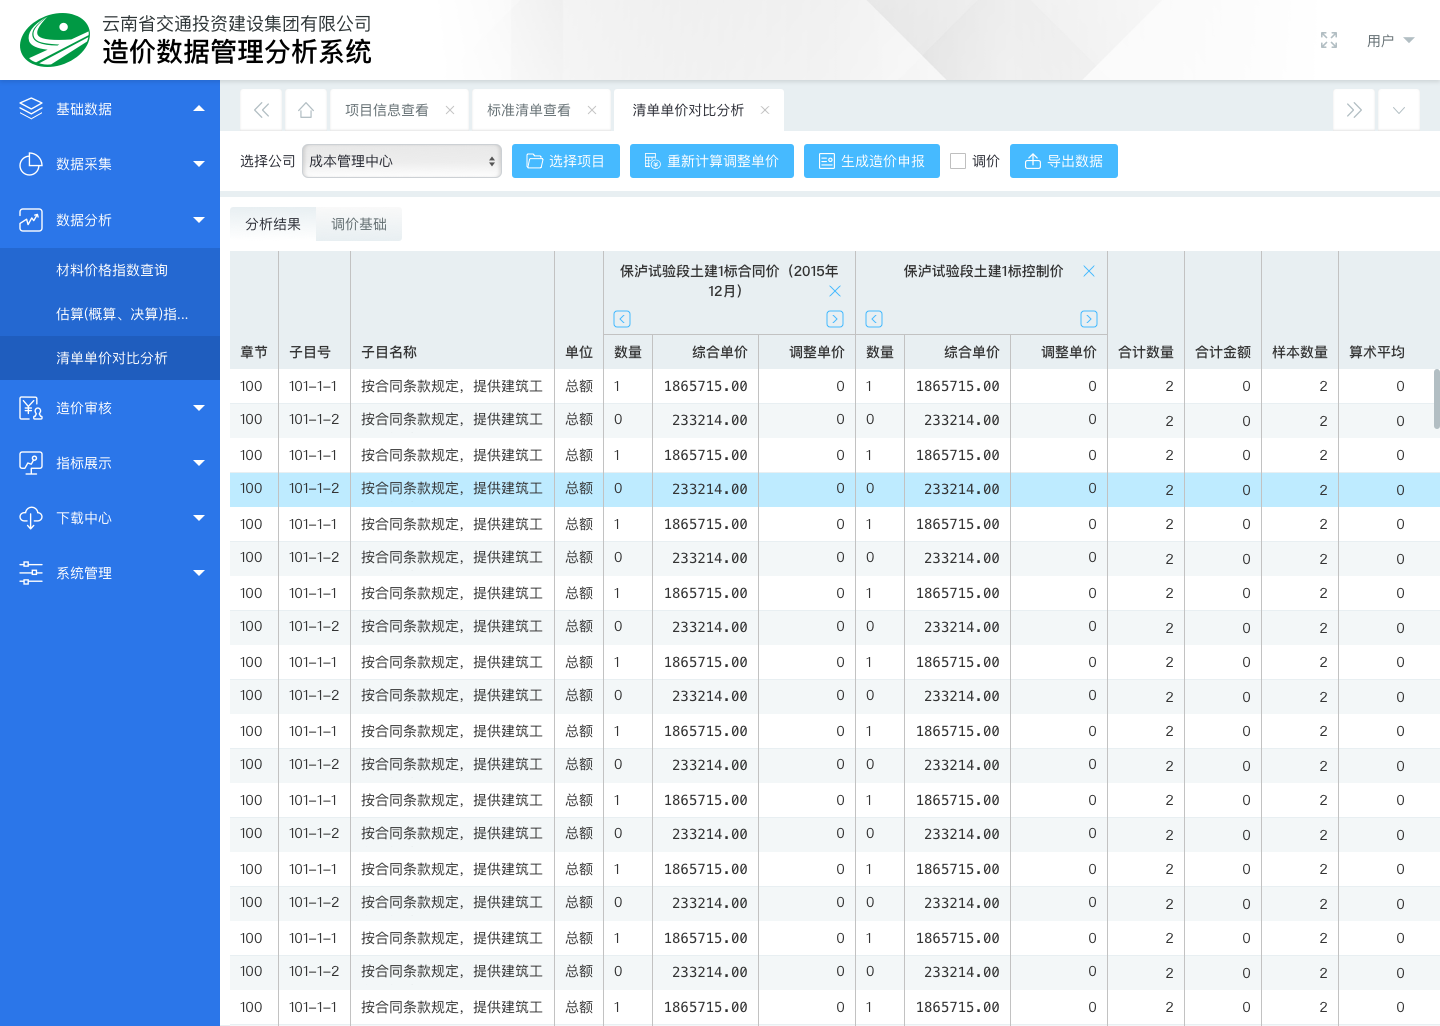 云南省交通投资建设集团有限公司
造价数据管理分析系统
用户
基础数据
数据采集
数据分析
材料价格指数查询
估算(概算、决算)指...
清单单价对比分析
造价审核
指标展示
下载中心
系统管理
项目信息查看 标准清单查看 清单单价对比分析
选择公司 成本管理中心 选择项目 重新计算调整单价 生成造价申报 调价 导出数据
分析结果 调价基础
保泸试验段土建1标合同价（2015年
12月） 保泸试验段土建1标控制价
章节 子目号 子目名称 单位 数量 综合单价 调整单价 数量 综合单价 调整单价 合计数量 合计金额 样本数量 算术平均
100 101-1-1 按合同条款规定，提供建筑工 总额 1 1865715.00 0 1 1865715.00 0 2 0 2 0
100 101-1-2 按合同条款规定，提供建筑工 总额 0 233214.00 0 0 233214.00 0 2 0 2 0
100 101-1-1 按合同条款规定，提供建筑工 总额 1 1865715.00 0 1 1865715.00 0 2 0 2 0
100 101-1-2 按合同条款规定，提供建筑工 总额 0 233214.00 0 0 233214.00 0 2 0 2 0
100 101-1-1 按合同条款规定，提供建筑工 总额 1 1865715.00 0 1 1865715.00 0 2 0 2 0
100 101-1-2 按合同条款规定，提供建筑工 总额 0 233214.00 0 0 233214.00 0 2 0 2 0
100 101-1-1 按合同条款规定，提供建筑工 总额 1 1865715.00 0 1 1865715.00 0 2 0 2 0
100 101-1-2 按合同条款规定，提供建筑工 总额 0 233214.00 0 0 233214.00 0 2 0 2 0
100 101-1-1 按合同条款规定，提供建筑工 总额 1 1865715.00 0 1 1865715.00 0 2 0 2 0
100 101-1-2 按合同条款规定，提供建筑工 总额 0 233214.00 0 0 233214.00 0 2 0 2 0
100 101-1-1 按合同条款规定，提供建筑工 总额 1 1865715.00 0 1 1865715.00 0 2 0 2 0
100 101-1-2 按合同条款规定，提供建筑工 总额 0 233214.00 0 0 233214.00 0 2 0 2 0
100 101-1-1 按合同条款规定，提供建筑工 总额 1 1865715.00 0 1 1865715.00 0 2 0 2 0
100 101-1-2 按合同条款规定，提供建筑工 总额 0 233214.00 0 0 233214.00 0 2 0 2 0
100 101-1-1 按合同条款规定，提供建筑工 总额 1 1865715.00 0 1 1865715.00 0 2 0 2 0
100 101-1-2 按合同条款规定，提供建筑工 总额 0 233214.00 0 0 233214.00 0 2 0 2 0
100 101-1-1 按合同条款规定，提供建筑工 总额 1 1865715.00 0 1 1865715.00 0 2 0 2 0
100 101-1-2 按合同条款规定，提供建筑工 总额 0 233214.00 0 0 233214.00 0 2 0 2 0
100 101-1-1 按合同条款规定，提供建筑工 总额 1 1865715.00 0 1 1865715.00 0 2 0 2 0